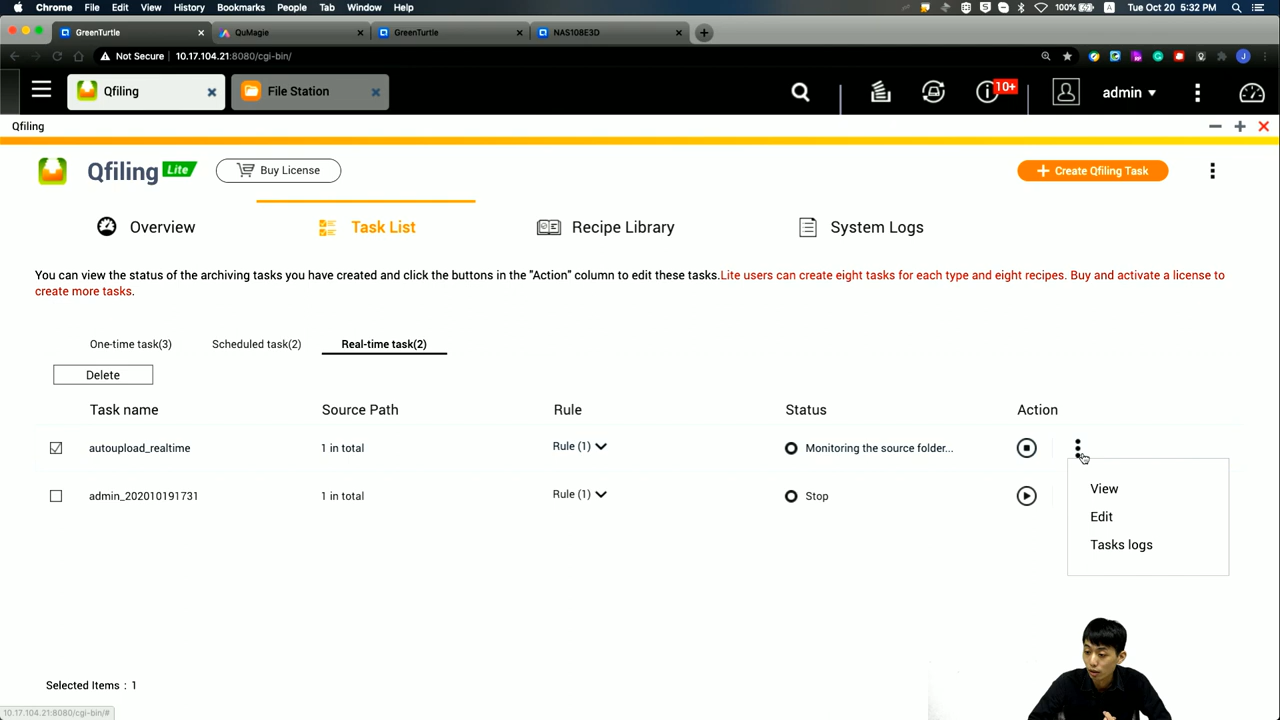 Chrome File Edit View History Bookmarks People Tab Window Help 100% A Tue Oct 20 5:32 PM
GreenTurtle QuMagie GreenTurtle NAS108E3D
Not Secure 10.17.104.21:8080/cgi-bin/
Qfiling File Station 10+ admin
Qfiling
Qfiling Lite Buy License + Create Qfiling Task
Overview Task List Recipe Library System Logs
You can view the status of the archiving tasks you have created and click the buttons in the "Action" column to edit these tasks.Lite users can create eight tasks for each type and eight recipes. Buy and activate a license to
create more tasks.
One-time task(3) Scheduled task(2) Real-time task(2)
Delete
Task name Source Path Rule Status Action
autoupload_realtime 1 in total Rule (1) Monitoring the source folder...
admin_202010191731 1 in total Rule (1) Stop
View
Edit
Tasks logs
Selected Items : 1
10.17.104.21:8080/cgi-bin/#